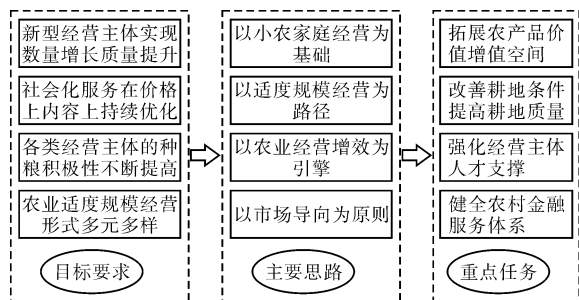 新型经营主体实现
数量增长质量提升
社会化服务在价格
上内容上持续优化
各类经营主体的种
粮积极性不断提高
农业适度规模经营
形式多元多样
目标要求
以小农家庭经营为
基础
以适度规模经营为
路径
以农业经营增效为
引擎
以市场导向为原则
主要思路
拓展农产品价
值增值空间
改善耕地条件
提高耕地质量
强化经营主体
人才支撑
健全农村金融
服务体系
重点任务